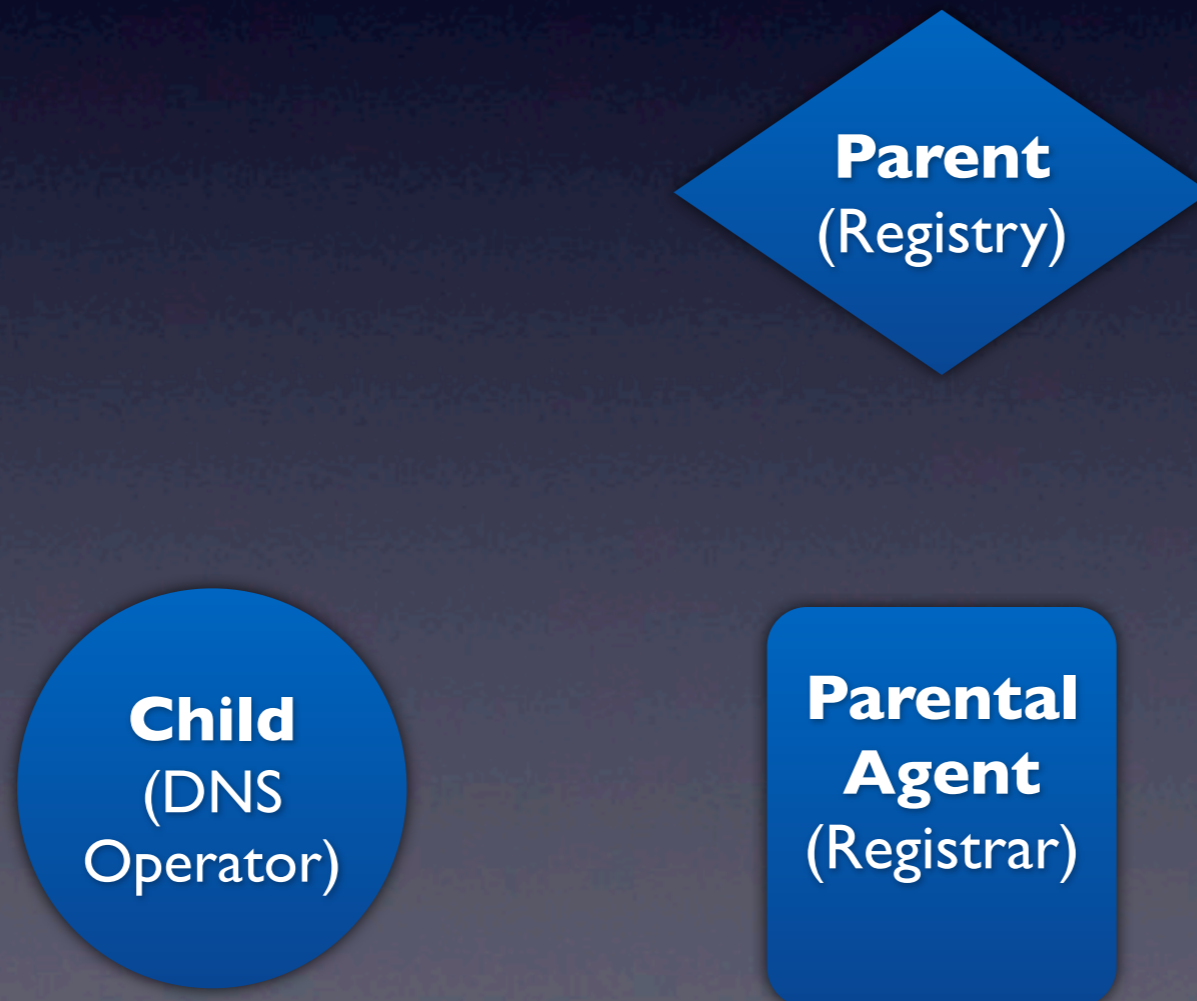 Parent
(Registry)
Child
(DNS
Operator)
Parental
Agent
(Registrar)